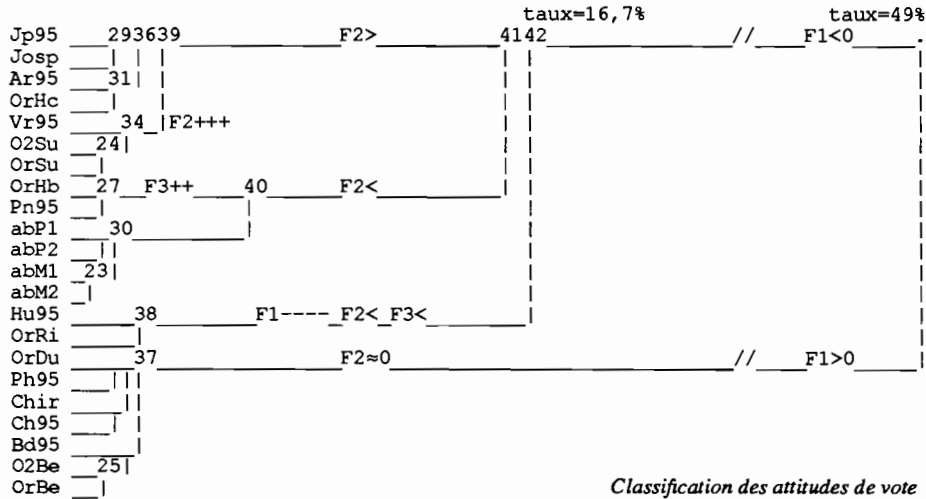 taux=16,7% taux=49%
Jp95 293639 F2> 4142 // F1<0 .
Josp
Ar95 31
OrHc
Vr95 34 F2+++
O2Su 24
OrSu
OrHb 27 F3++ 40 F2<
Pn95
abP1 30
abP2
abM1 23
abM2
Hu95 38 F1---- F2< F3<
OrRi
OrDu 37 F2≈0 // F1>0
Ph95
Chir
Ch95
Bd95
O2Be 25
OrBe
Classification des attitudes de vote